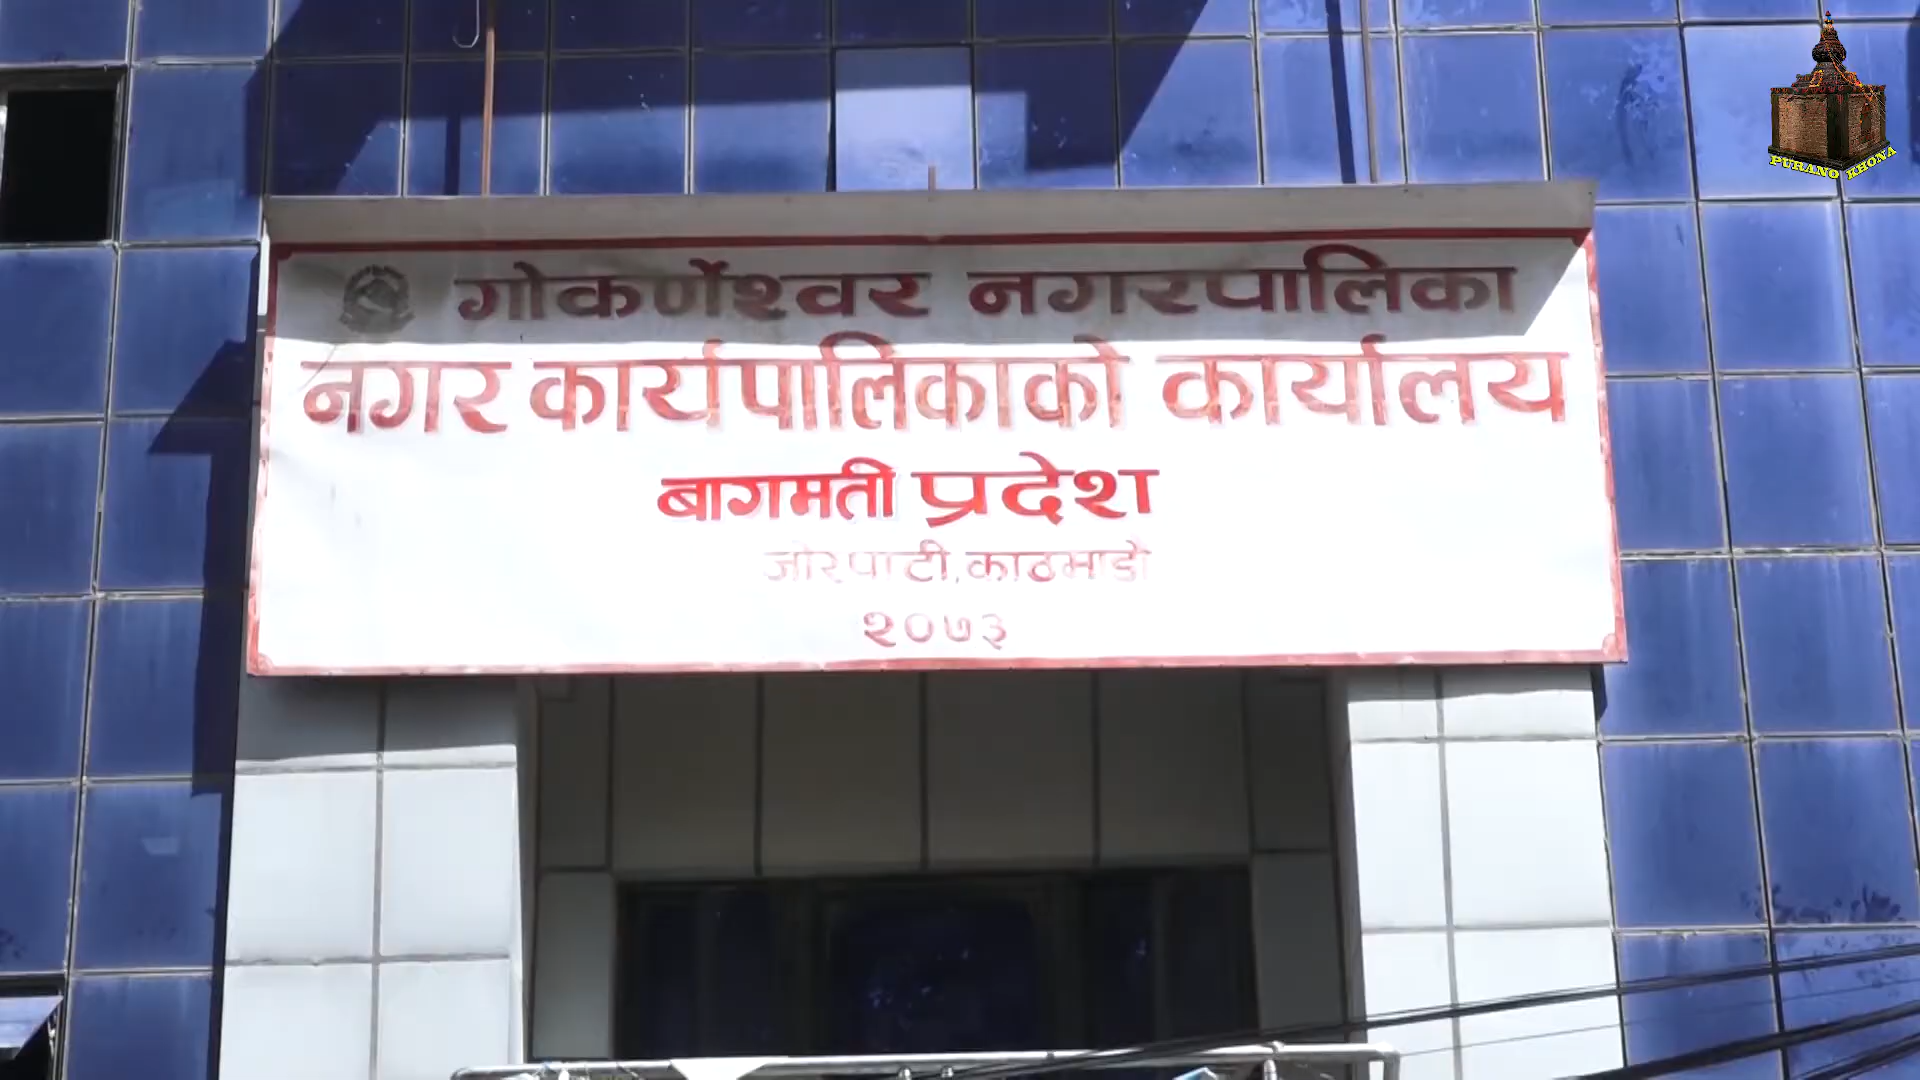 गोकर्णेश्वर नगरपालिका
नगर कार्यपालिकाको कार्यालय
बागमती प्रदेश
जोरपाटी, काठमाडौं
२०७३
PURANO KHONA